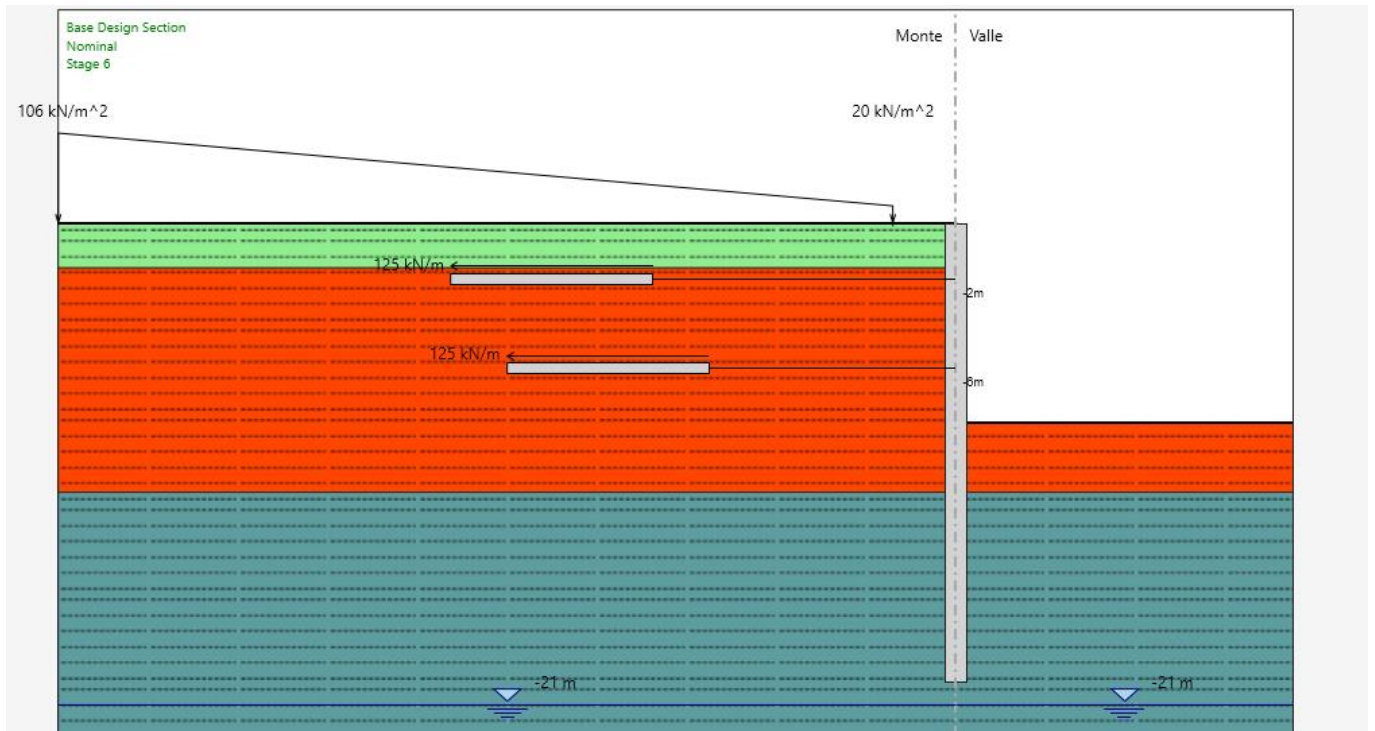 Base Design Section
Nominal
Stage 6
Monte
Valle
106 kN/m^2
20 kN/m^2
125 kN/m
-2m
125 kN/m
-6m
-21 m
-21 m